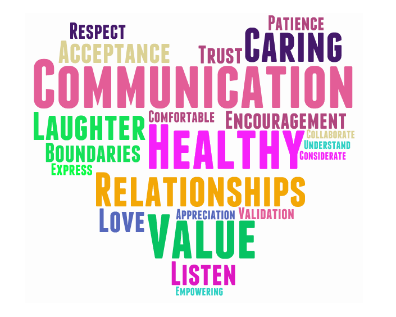 Respect
Patience
Acceptance
Trust
Caring
Communication
Laughter
Comfortable
Encouragement
Healthy
Collaborate
Boundaries
Understand
Considerate
Express
Relationships
Love
Appreciation
Validation
Value
Listen
Empowering